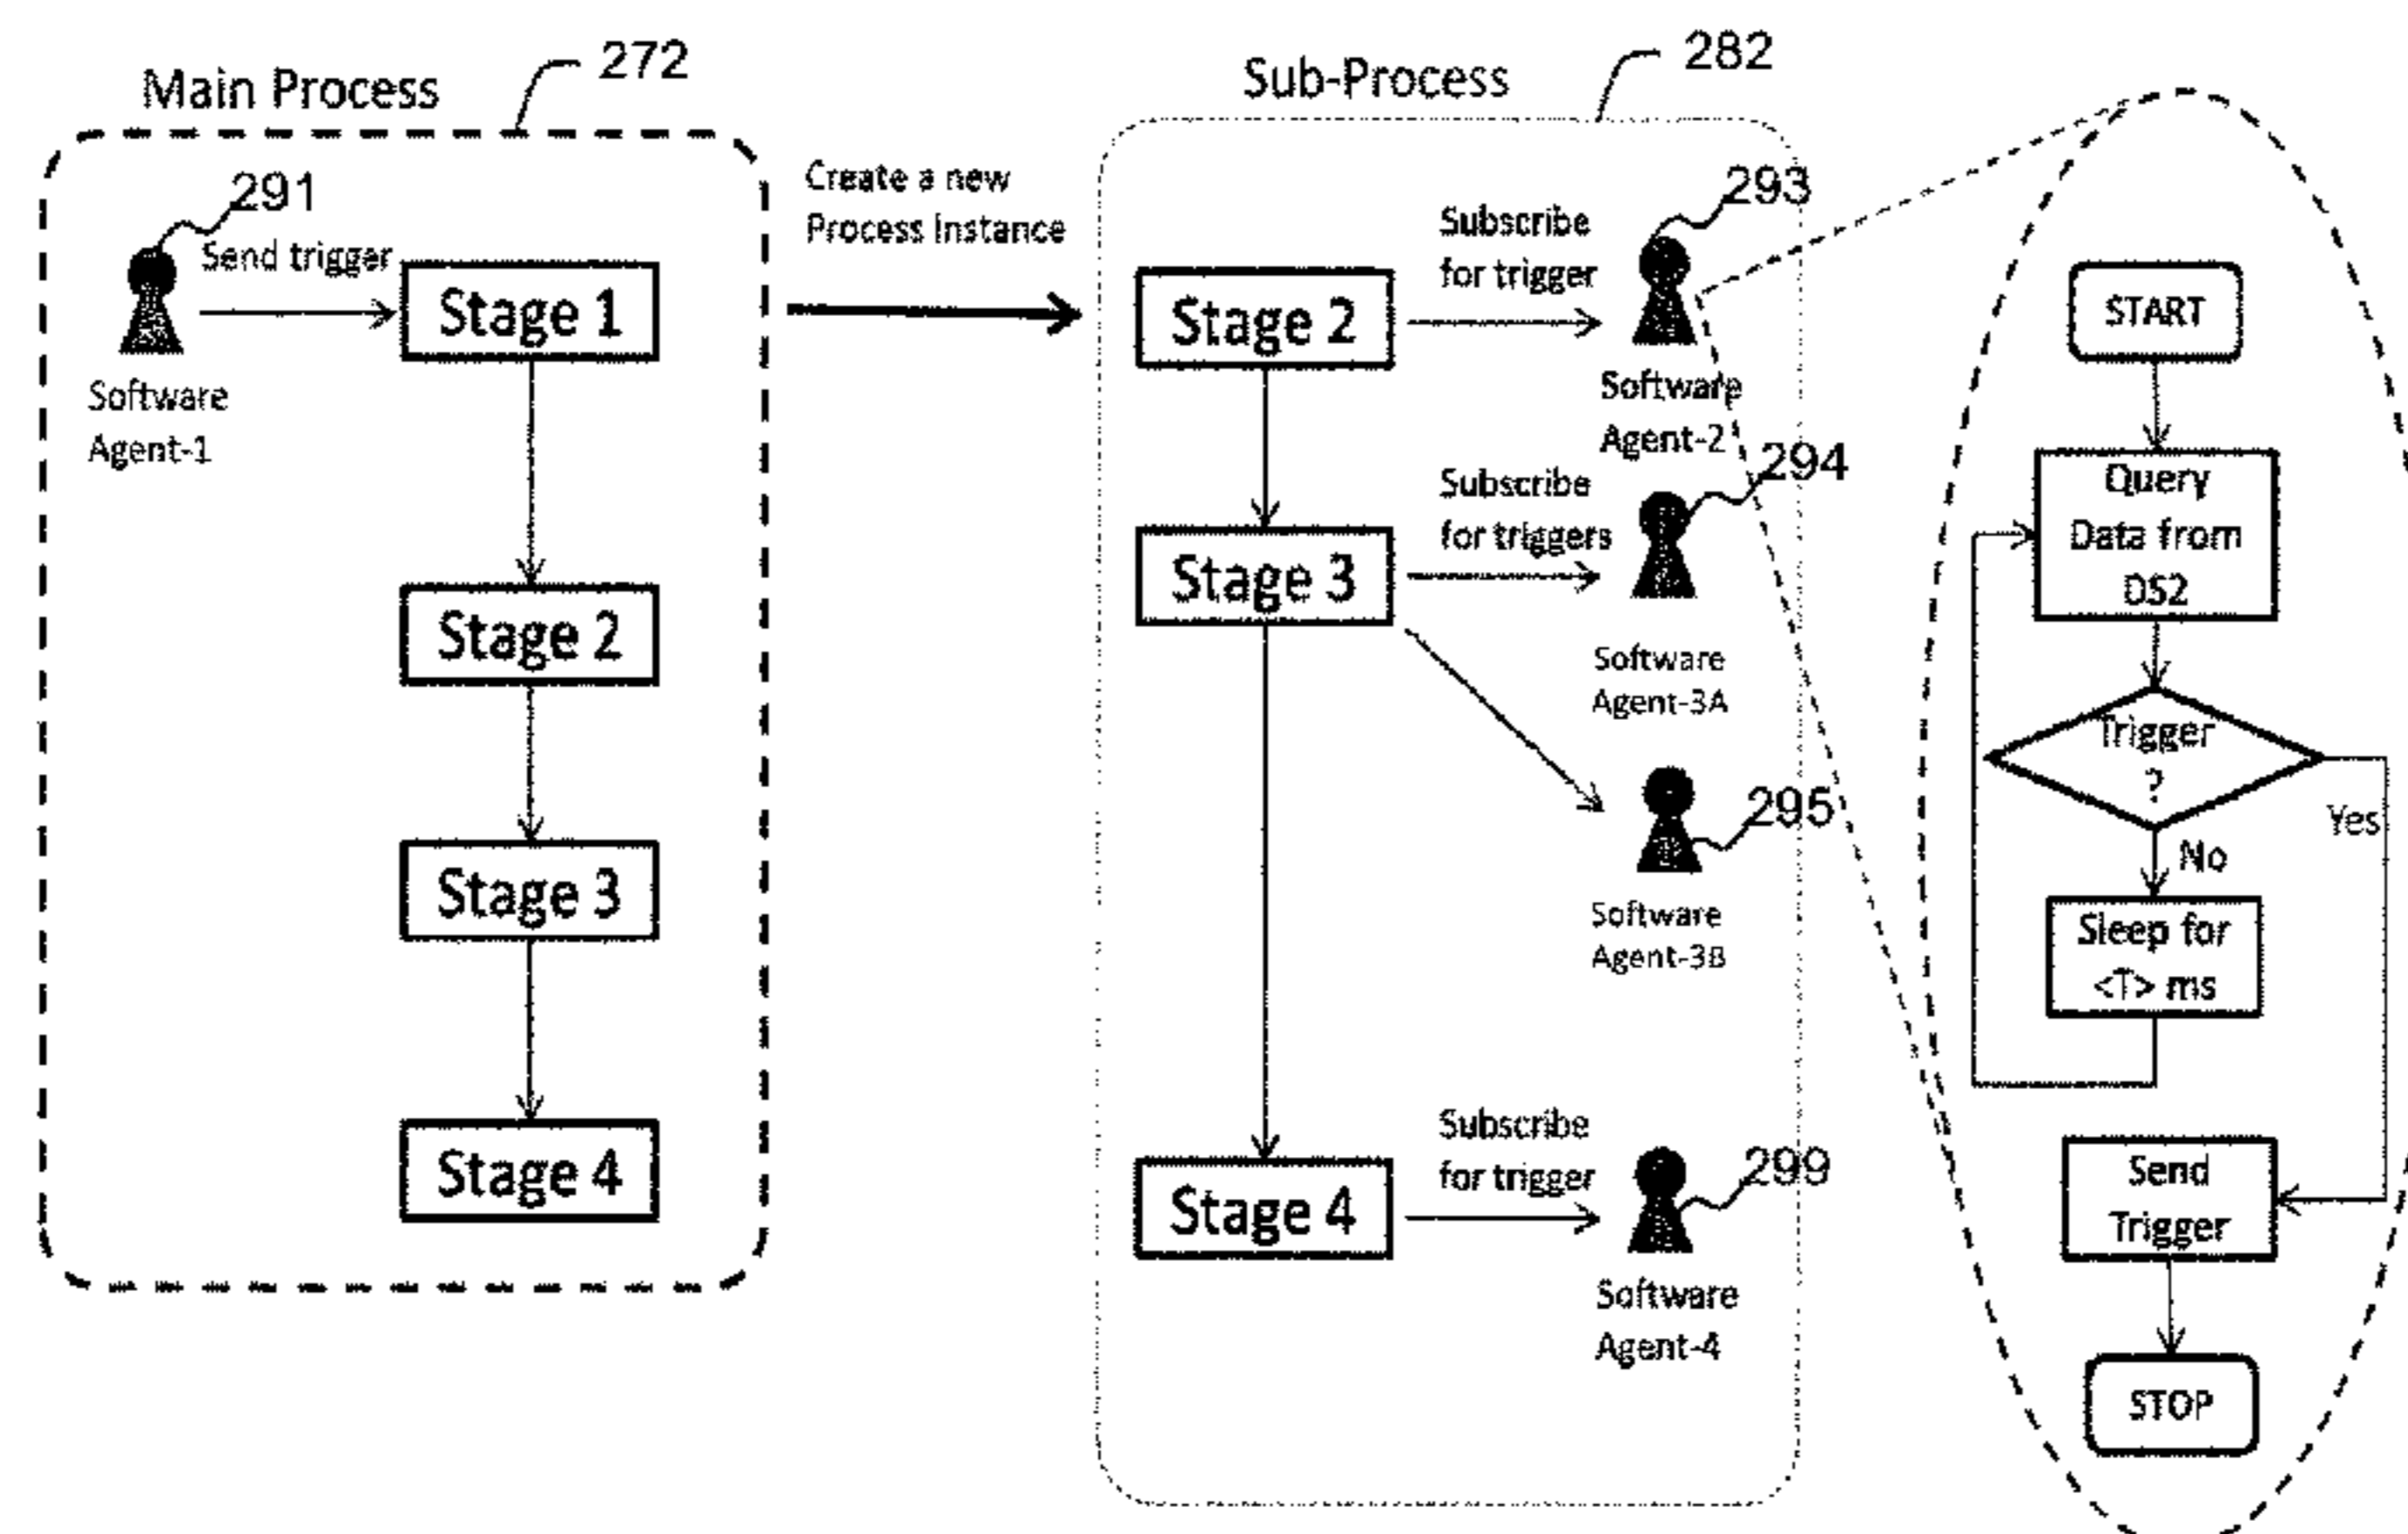 Main Process
272
291
Send trigger
Software
Agent-1
Stage 1
Stage 2
Stage 3
Stage 4
Create a new
Process Instance
Sub-Process
282
Stage 2
Subscribe
for trigger
293
Software
Agent-2
Stage 3
Subscribe
for triggers
294
Software
Agent-3A
295
Software
Agent-3B
Stage 4
Subscribe
for trigger
299
Software
Agent-4
START
Query
Data from
DS2
Trigger
?
Yes
No
Sleep for
<T> ms
Send
Trigger
STOP